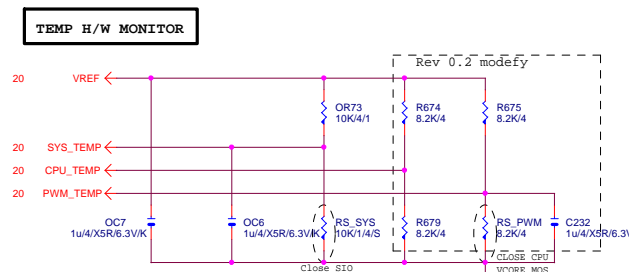 TEMP H/W MONITOR
Rev 0.2 modefy
20 VREF
OR73
10K/4/1
R674
8.2K/4
R675
8.2K/4
20 SYS_TEMP
20 CPU_TEMP
20 PWM_TEMP
OC7
1u/4/X5R/6.3V/K
OC6
1u/4/X5R/6.3V/K
RS_SYS
10K/1/4/S
R679
8.2K/4
RS_PWM
8.2K/4
C232
1u/4/X5R/6.3V
Close SIO
CLOSE CPU
VCORE MOS